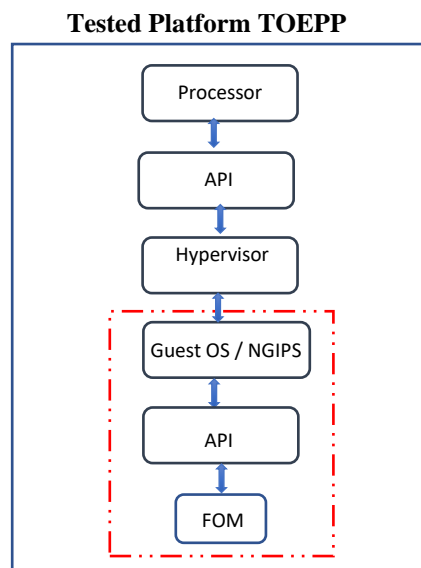 Tested Platform TOEPP
Processor
API
Hypervisor
Guest OS / NGIPS
API
FOM